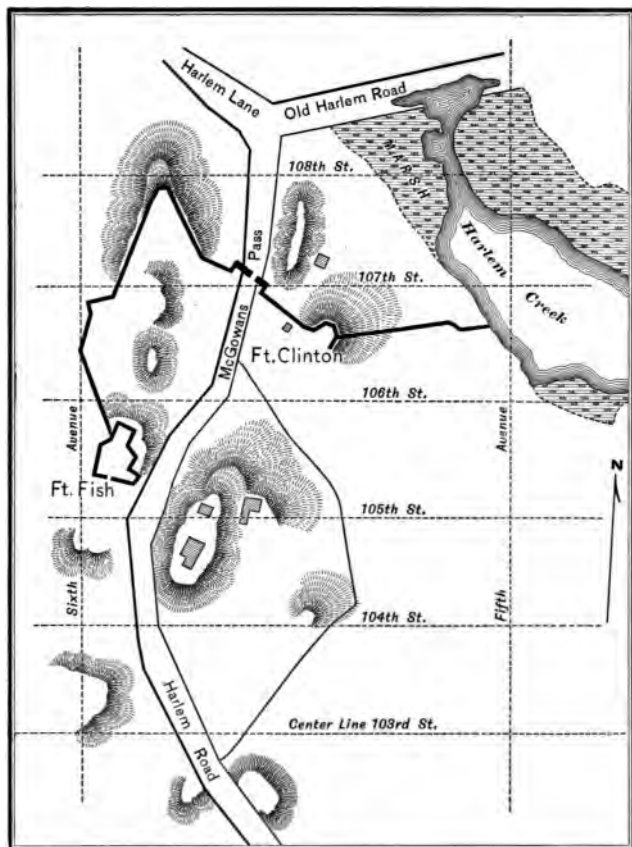 Harlem Lane
Old Harlem Road
MARSH
108th St.
Pass
107th St.
Harlem
Creek
McGowans
Ft. Clinton
106th St.
Avenue
Avenue
N
Ft. Fish
105th St.
Sixth
Fifth
104th St.
Harlem
Road
Center Line 103rd St.